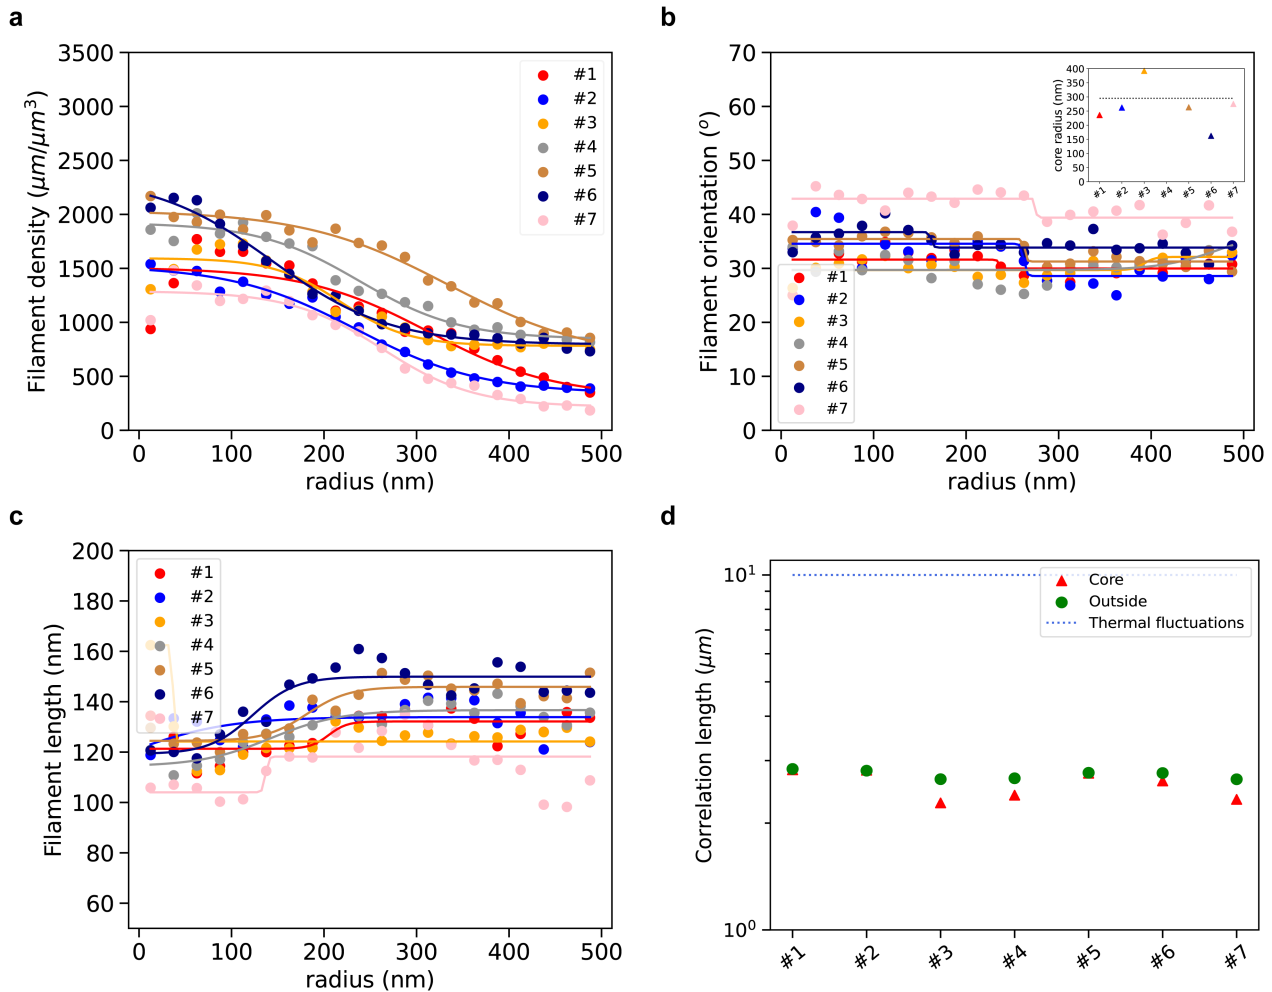 a
3500
3000
2500
2000
1500
1000
500
0
0 100 200 300 400 500
Filament density (μm/μm³)
radius (nm)
#1
#2
#3
#4
#5
#6
#7
b
70
60
50
40
30
20
10
0
0 100 200 300 400 500
Filament orientation (°)
radius (nm)
#1
#2
#3
#4
#5
#6
#7
400
350
300
250
200
150
100
50
0
core radius (nm)
#1 #2 #3 #4 #5 #6 #7
c
200
180
160
140
120
100
80
60
0 100 200 300 400 500
Filament length (nm)
radius (nm)
#1
#2
#3
#4
#5
#6
#7
d
10¹
10⁰
Correlation length (μm)
Core
Outside
Thermal fluctuations
#1 #2 #3 #4 #5 #6 #7